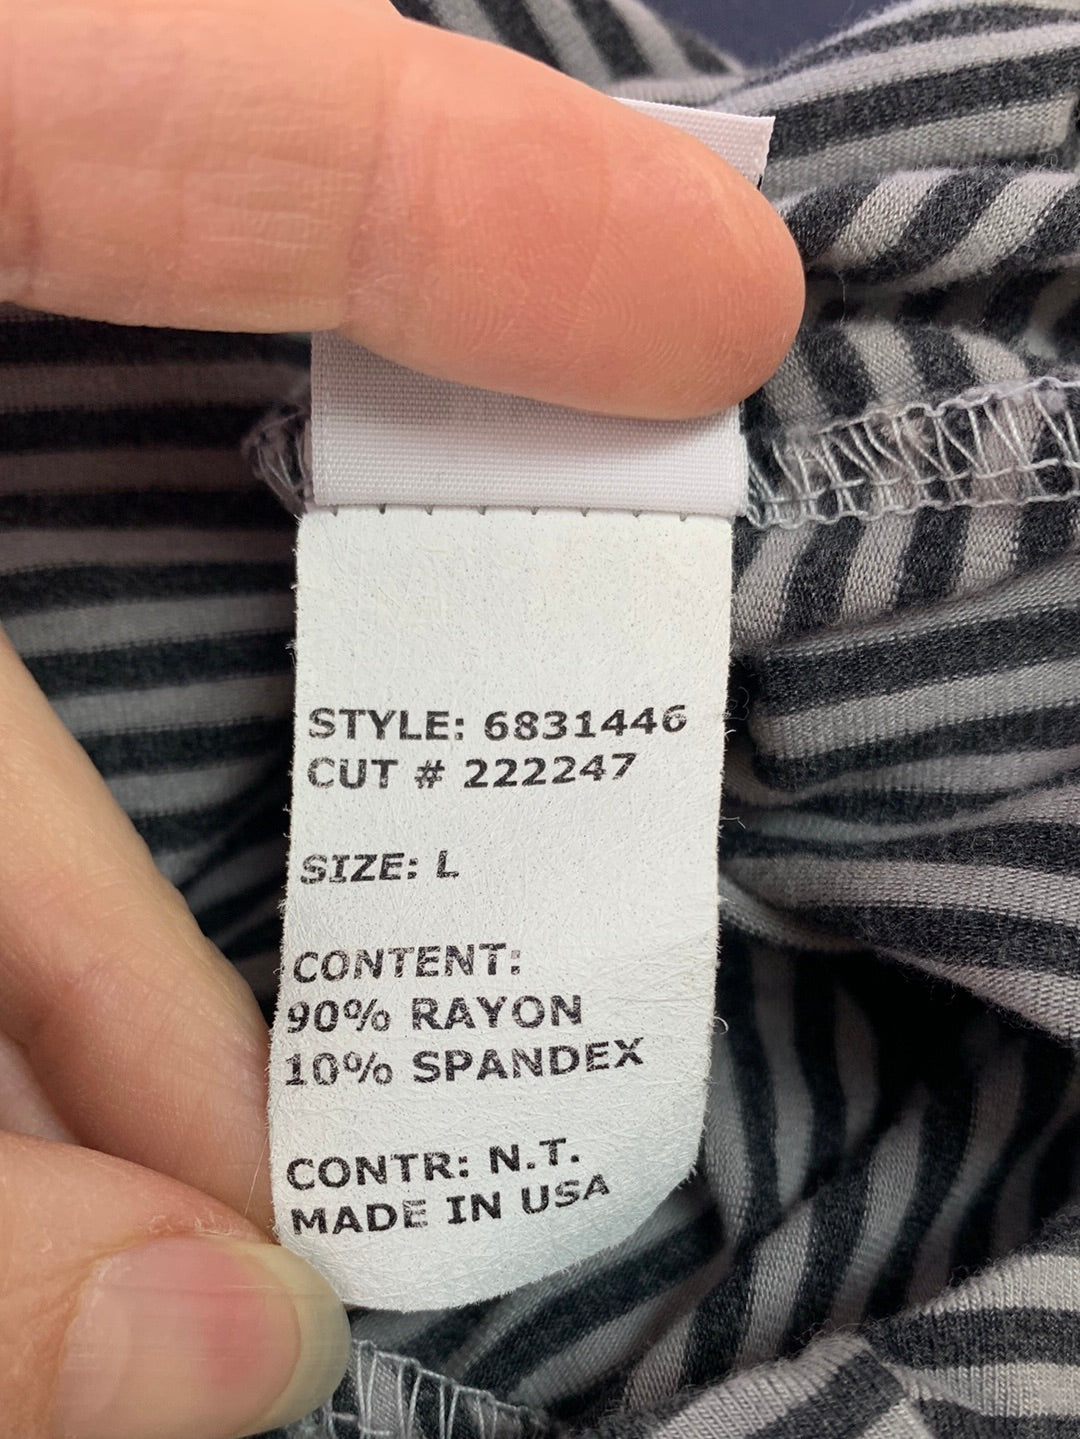 STYLE: 6831446
CUT # 222247
SIZE: L
CONTENT:
90% RAYON
10% SPANDEX
CONTR: N.T.
MADE IN USA